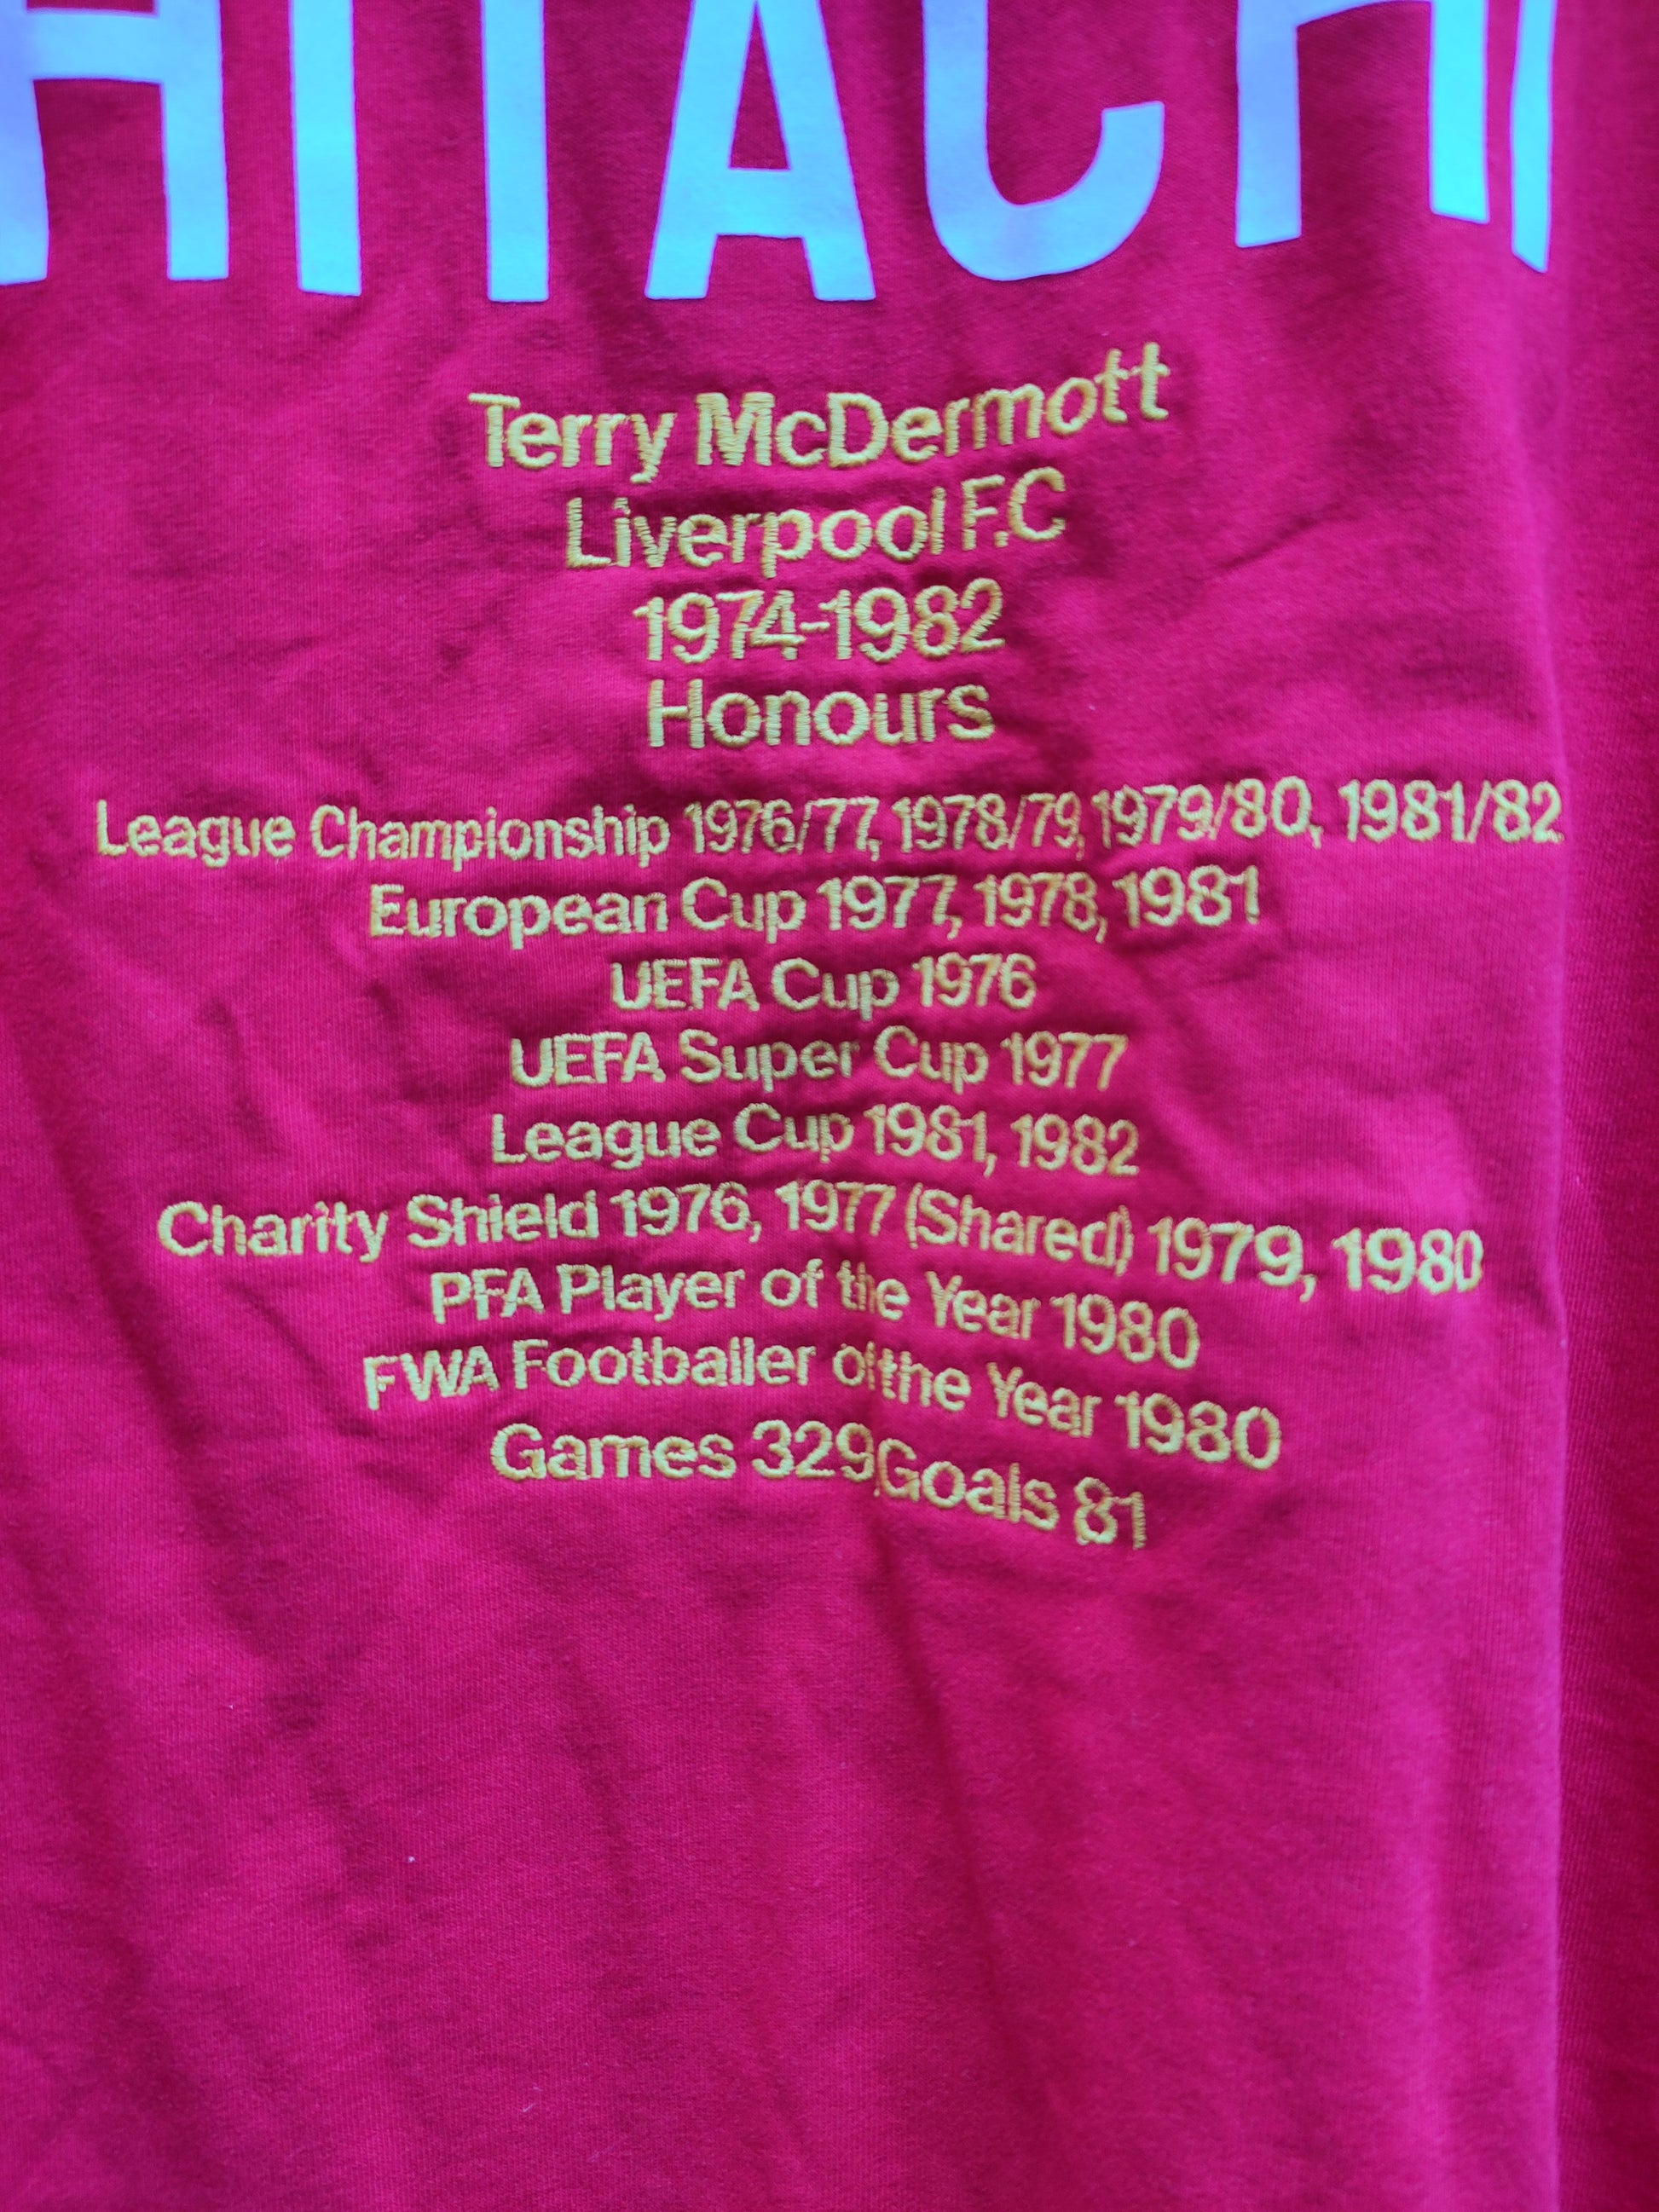 HITACHI
Terry McDermott
Liverpool F.C
1974-1982
Honours
League Championship 1976/77, 1978/79, 1979/80, 1981/82
European Cup 1977, 1978, 1981
UEFA Cup 1976
UEFA Super Cup 1977
League Cup 1981, 1982
Charity Shield 1976, 1977 (Shared) 1979, 1980
PFA Player of the Year 1980
FWA Footballer of the Year 1980
Games 329 Goals 81